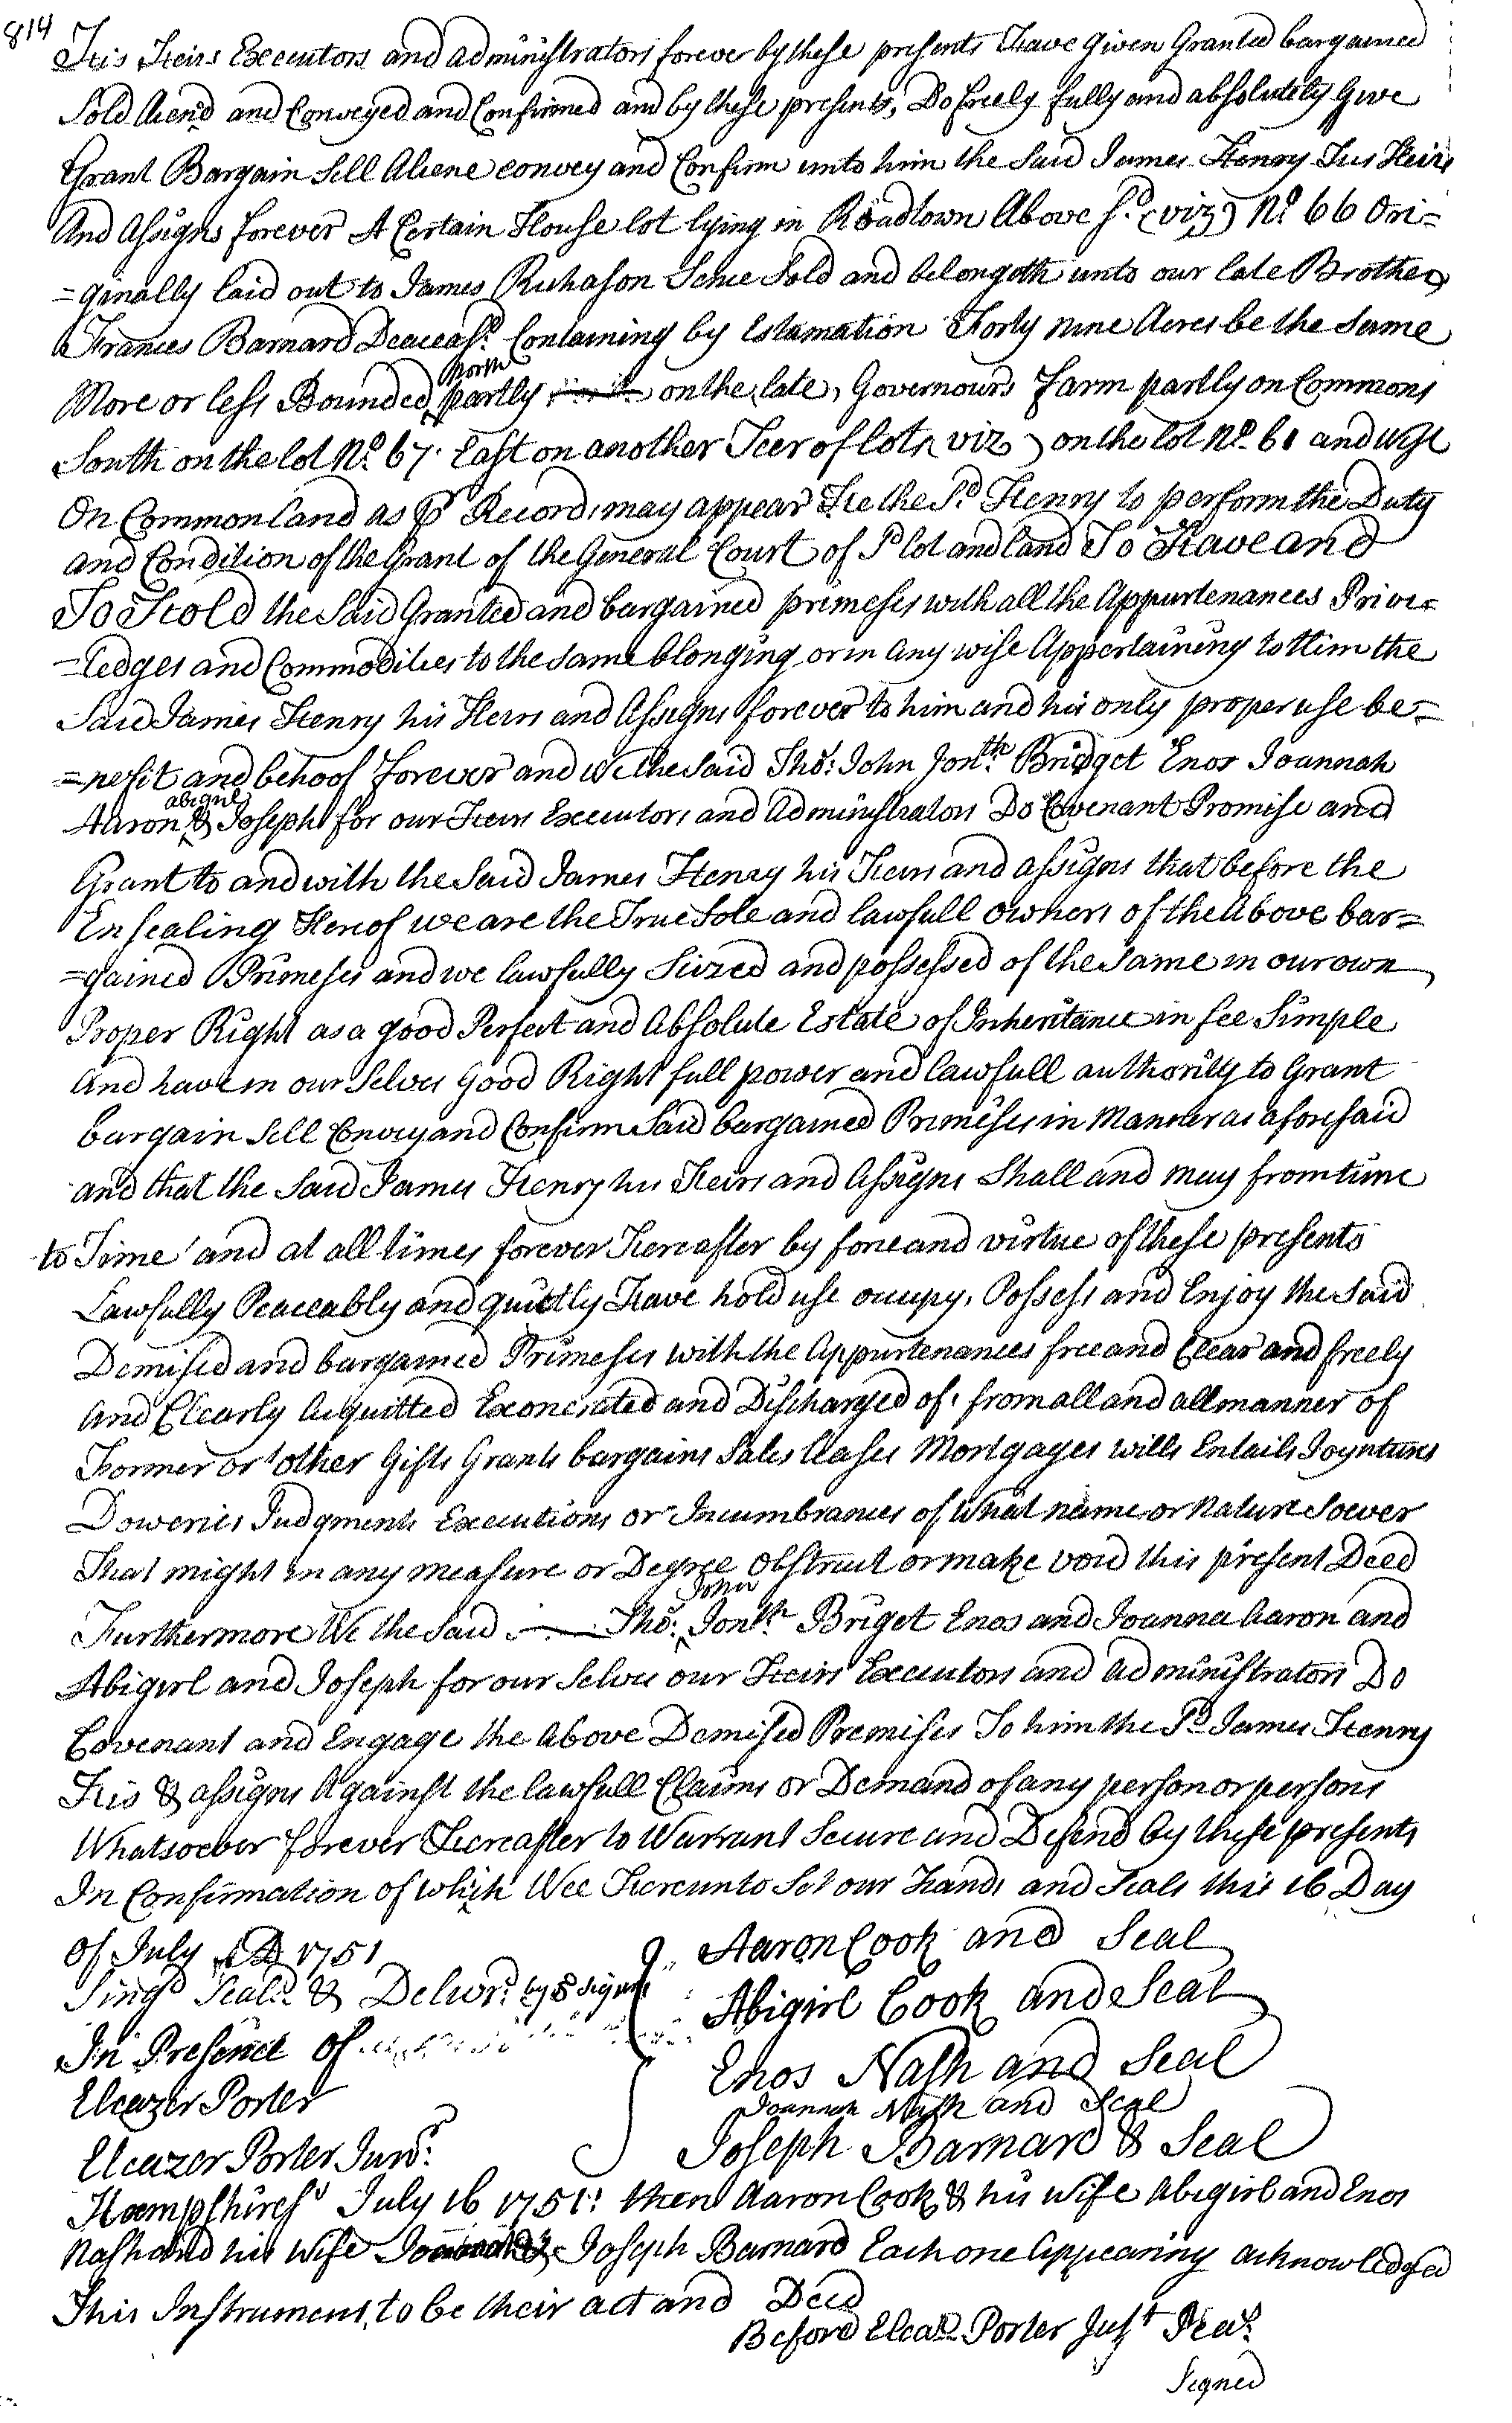 814
His Heirs Executors and administrators forever by these presents Have Given Granted bargained
Sold Aiend and Conveyed and Confirmed and by these presents, Do freely fully and absolutely Give
Grant Bargain Sell Aliene convey and Confirm unto him the Said James Henry His Heirs
And Assigns forever A Certain House lot lying in Roadtown Above sd (viz) No 66 Ori=
=ginally laid out to James Richason Sence Sold and belongeth unto our late Brother
Frances Barnard Deceasd Containing by Estamation Forty nine Acres be the same
north
More or less Bounded partly on the late, Governours Farm partly on Commons
South on the lot No 67. East on another Teer of lots viz on the lot No 61 and West
On Common land as p Record, may appear He the sd Henry to perform the Duty
and Condition of the Grant of the General Court of sd lot and land To Have and
To Hold the Said Granted and bargained primeses with all the Appurtenances Prive=
=ledges and Commodities to the same blonging or in any wise Appertaining to Him the
Said James Henry his Heirs and Assigns forever to him and his only proper use be=
=nefit and behoof Forever and We the said Tho: John Jonth Bridget Enos Joannah
abigirl
Aaron & Joseph for our Heirs Executors and Administrators Do Covenant Promise and
Grant to and with the Said James Henry his Heirs and assigns that before the
Ensealing Hereof we are the True Sole and lawfull owners of the Above bar=
=gained Primeses and we lawfully Seized and possessed of the same in our own
Proper Right as a good Perfect and Absolute Estate of Inheritance in fee Simple
And have in our Selves Good Right full power and lawfull authority to Grant
bargain Sell Convey and Confirm Said bargained Primeses in Manner as aforesaid
and that the Said James Henry his Heirs and Assigns Shall and may from time
to Time and at all times forever Hereafter by force and virtue of these presents
Lawfully Peaceably and quietly Have hold use occupy, Possess and Enjoy the Said
Demised and bargained Primeses with the Appurtenances free and Clear and freely
And Clearly Acquitted Exonerated and Discharged of, from all and all manner of
Former or other Gifts Grants bargains Sales leases Mortgages wills Entails Joyntures
Doweries Judgments Executions or Incumbrances of What name or nature Soever
That might in any measure or Degree obstruct or make void this present Deed
John
Furthermore We the Said Tho: Jonth Briget Enos and Joanna Aaron and
Abigirl and Joseph for our Selves our Heirs Executors and administrators Do
Covenant and Engage the Above Demised Premises To him the sd James Henry
His & assigns Against the lawfull Claims or Demand of any person or persons
Whatsoever forever Hereafter to Warrant Secure and Defend by these presents
In Confirmation of which Wee Hereunto Set our Hands and Seals this 16 Day
of July AD 1751
Aaron Cook and Seal
Singd Seald & Delivrd by 5 signrs
Abigirl Cook and Seal
In Presence of
Enos Nash and Seal
Eleazer Porter
Joannah Nash and Seal
Eleazer Porter Junr:
Joseph Barnard & Seal
Hampshires July 16 1751: then Aaron Cook & his wife Abigirl and Enos
Nash and his wife Joannah & Joseph Barnard Each one Appearing acknowledged
This Instrument, to be their act and Deed
Before Eleazr Porter Just Peac
Signed